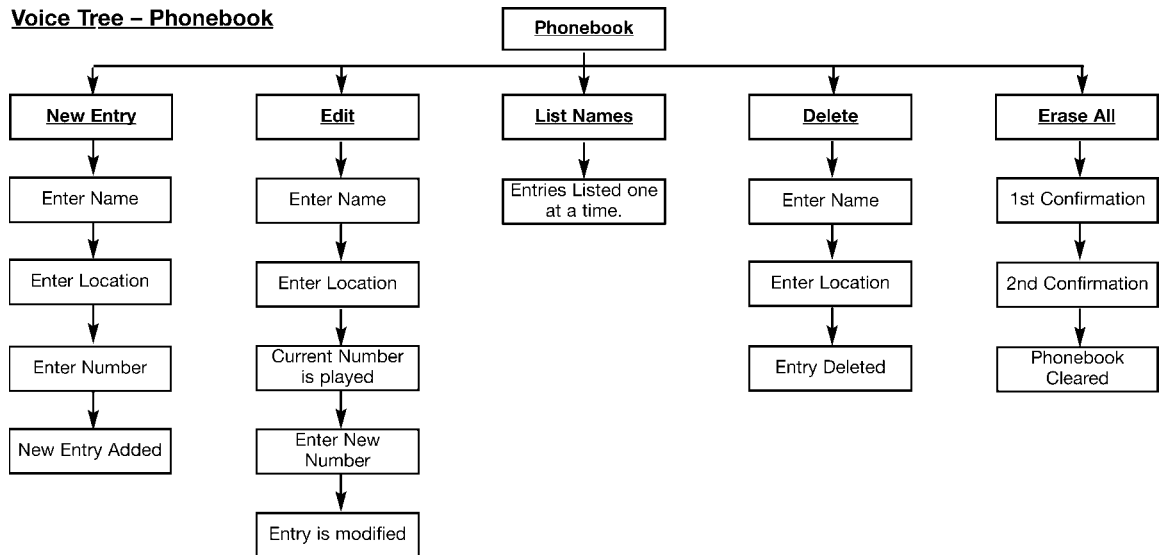 Voice Tree – Phonebook
Phonebook
New Entry
Edit
List Names
Delete
Erase All
Enter Name
Enter Name
Entries Listed one
at a time.
Enter Name
1st Confirmation
Enter Location
Enter Location
Enter Location
2nd Confirmation
Enter Number
Current Number
is played
Entry Deleted
Phonebook
Cleared
New Entry Added
Enter New
Number
Entry is modified